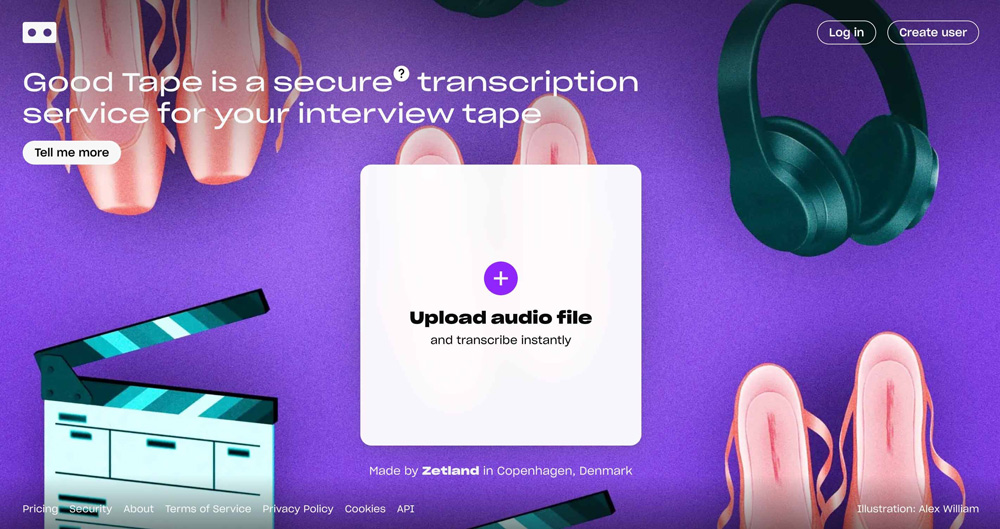 Log in
Create user
Good Tape is a secure? transcription
service for your interview tape
Tell me more
+
Upload audio file
and transcribe instantly
Made by Zetland in Copenhagen, Denmark
Pricing Security About Terms of Service Privacy Policy Cookies API
Illustration: Alex William